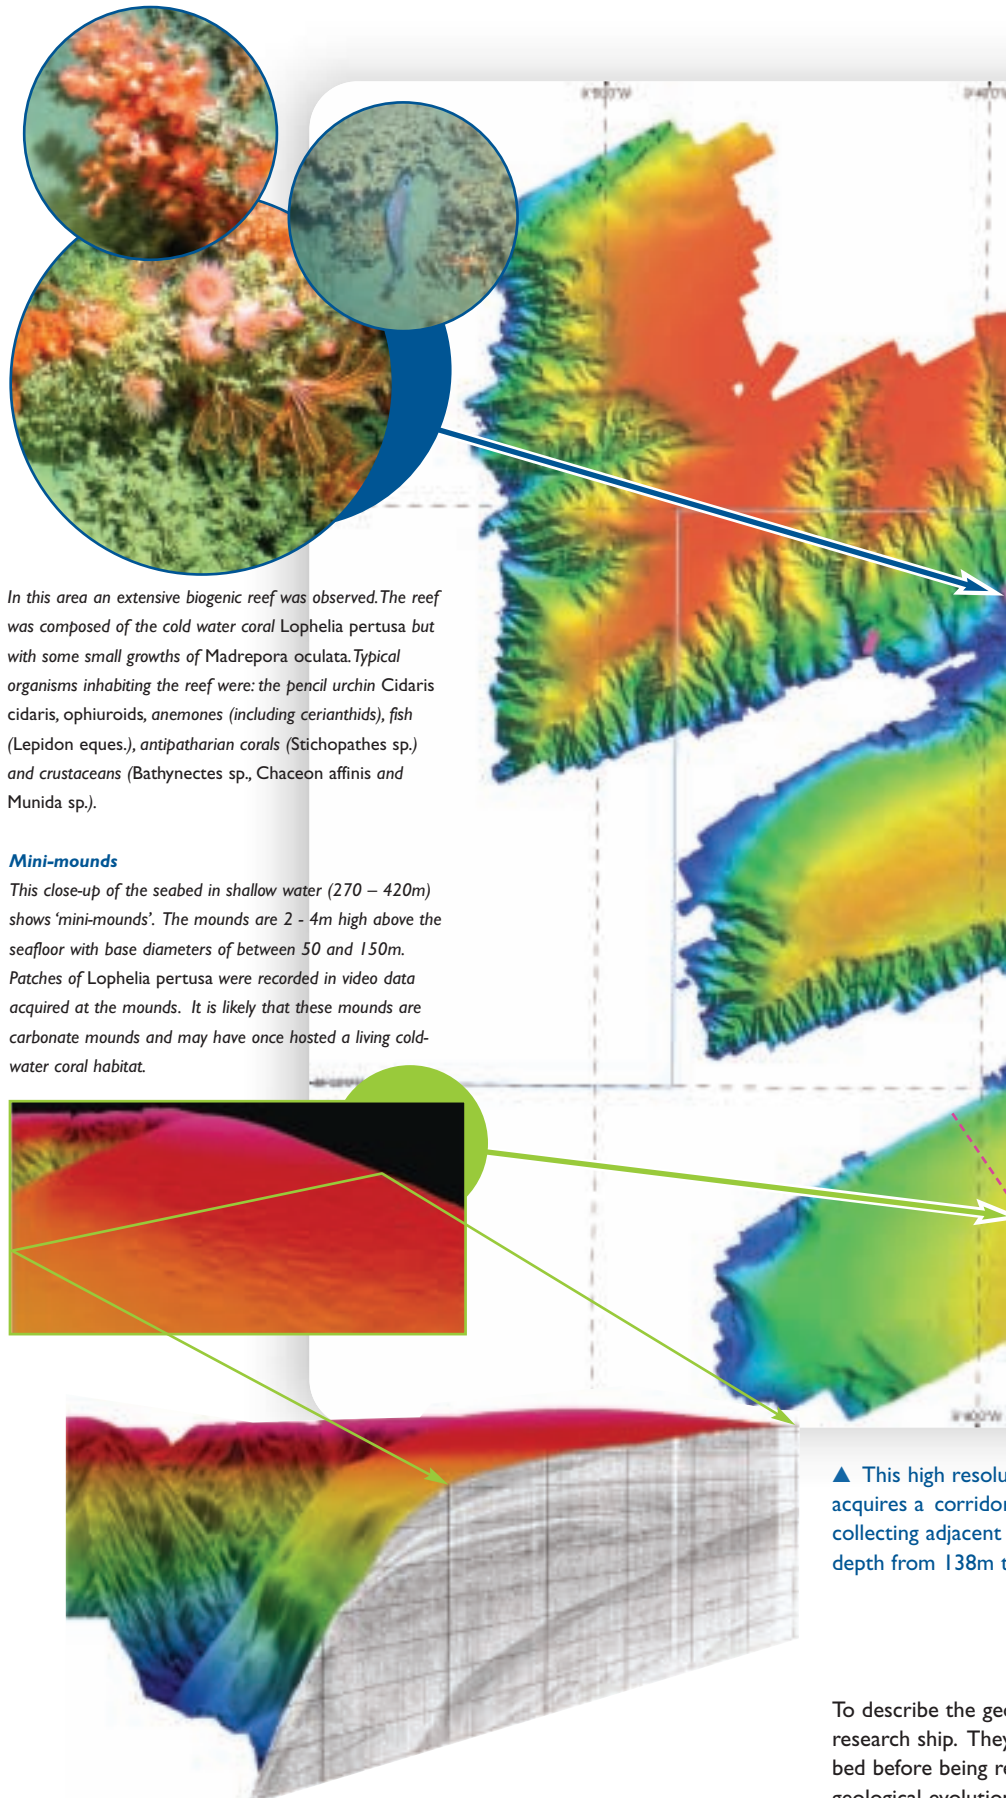 In this area an extensive biogenic reef was observed. The reef
was composed of the cold water coral Lophelia pertusa but
with some small growths of Madrepora oculata. Typical
organisms inhabiting the reef were: the pencil urchin Cidaris
cidaris, ophiuroids, anemones (including cerianthids), fish
(Lepidon eques.), antipatharian corals (Stichopathes sp.)
and crustaceans (Bathynectes sp., Chaceon affinis and
Munida sp.).
Mini-mounds
This close-up of the seabed in shallow water (270 – 420m)
shows ‘mini-mounds’. The mounds are 2 - 4m high above the
seafloor with base diameters of between 50 and 150m.
Patches of Lophelia pertusa were recorded in video data
acquired at the mounds. It is likely that these mounds are
carbonate mounds and may have once hosted a living cold-
water coral habitat.
▲ This high resolu
acquires a corridor
collecting adjacent
depth from 138m t
To describe the geo
research ship. They
bed before being re
geological evolution